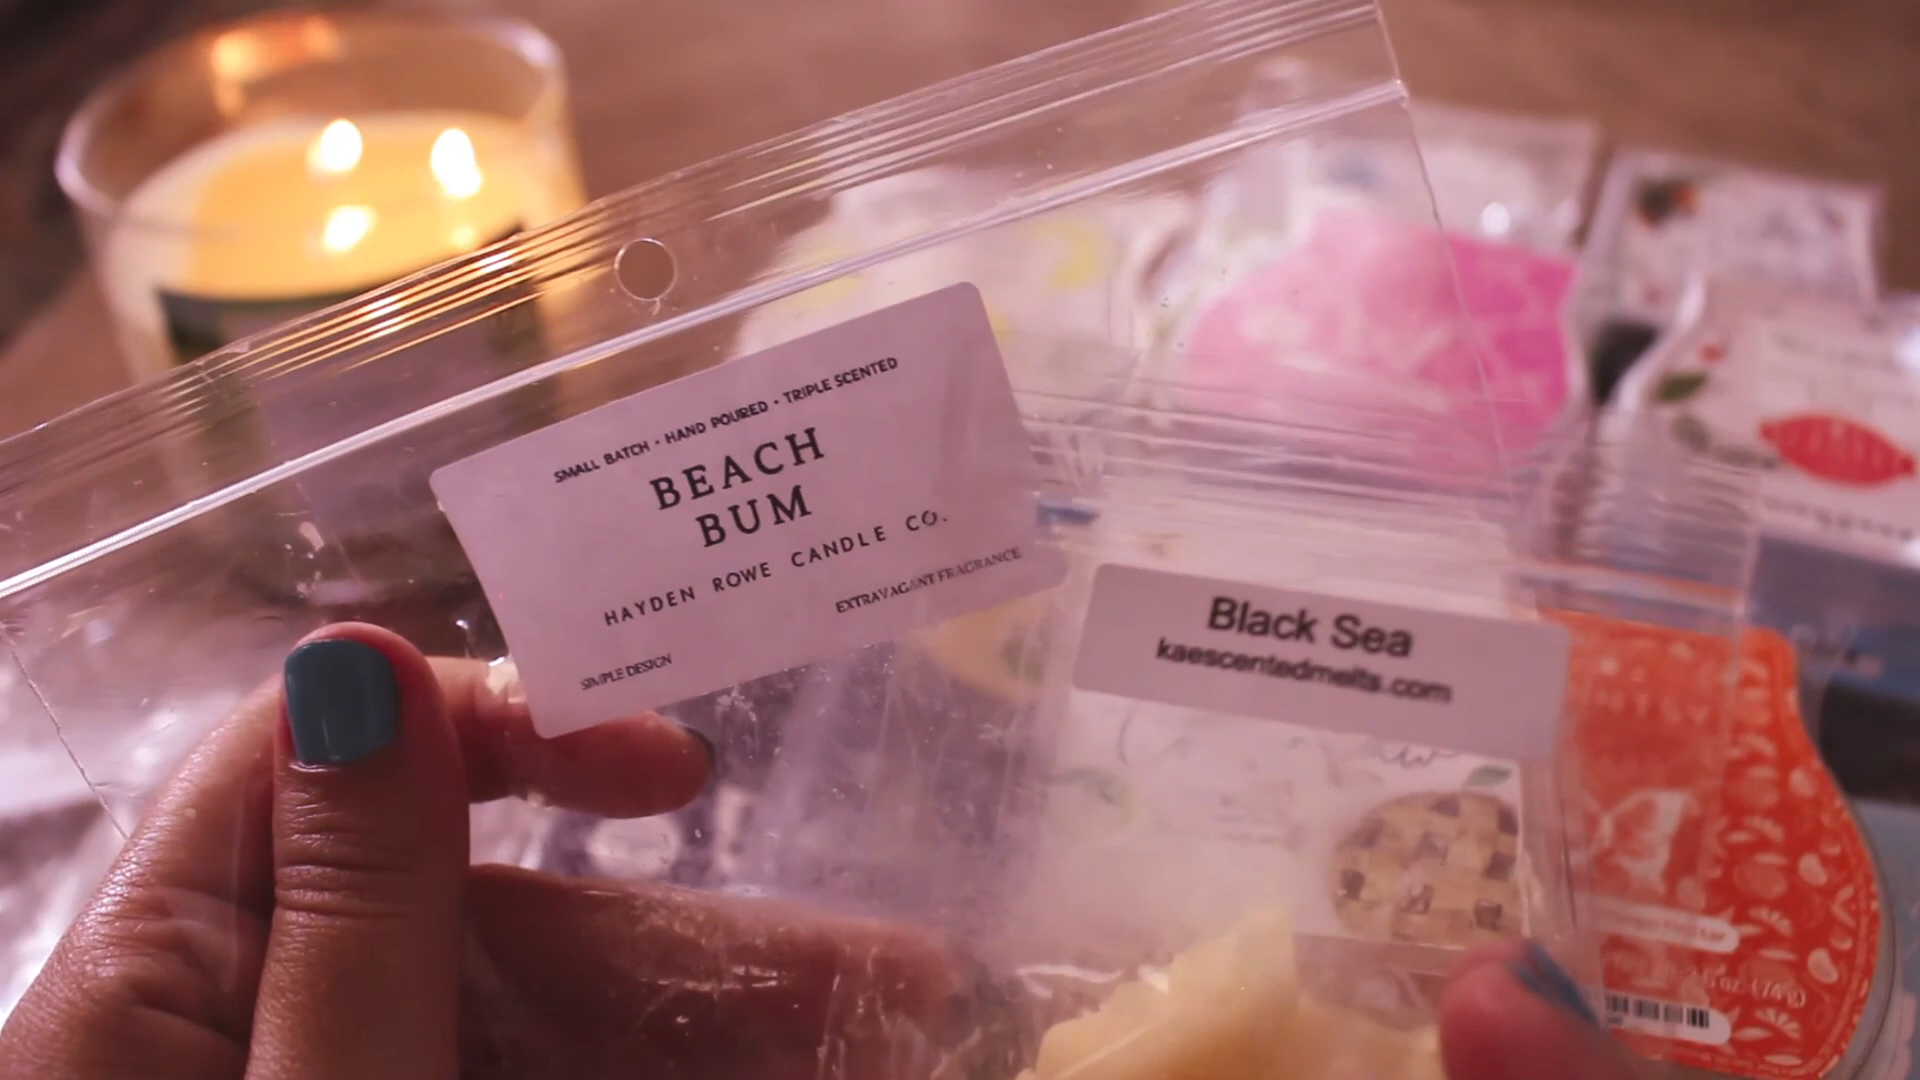 SMALL BATCH • HAND POURED • TRIPLE SCENTED
BEACH
BUM
HAYDEN ROWE CANDLE CO.
EXTRAVAGANT FRAGRANCE
SIMPLE DESIGN
Black Sea
kaescentedmelts.com
(74g)